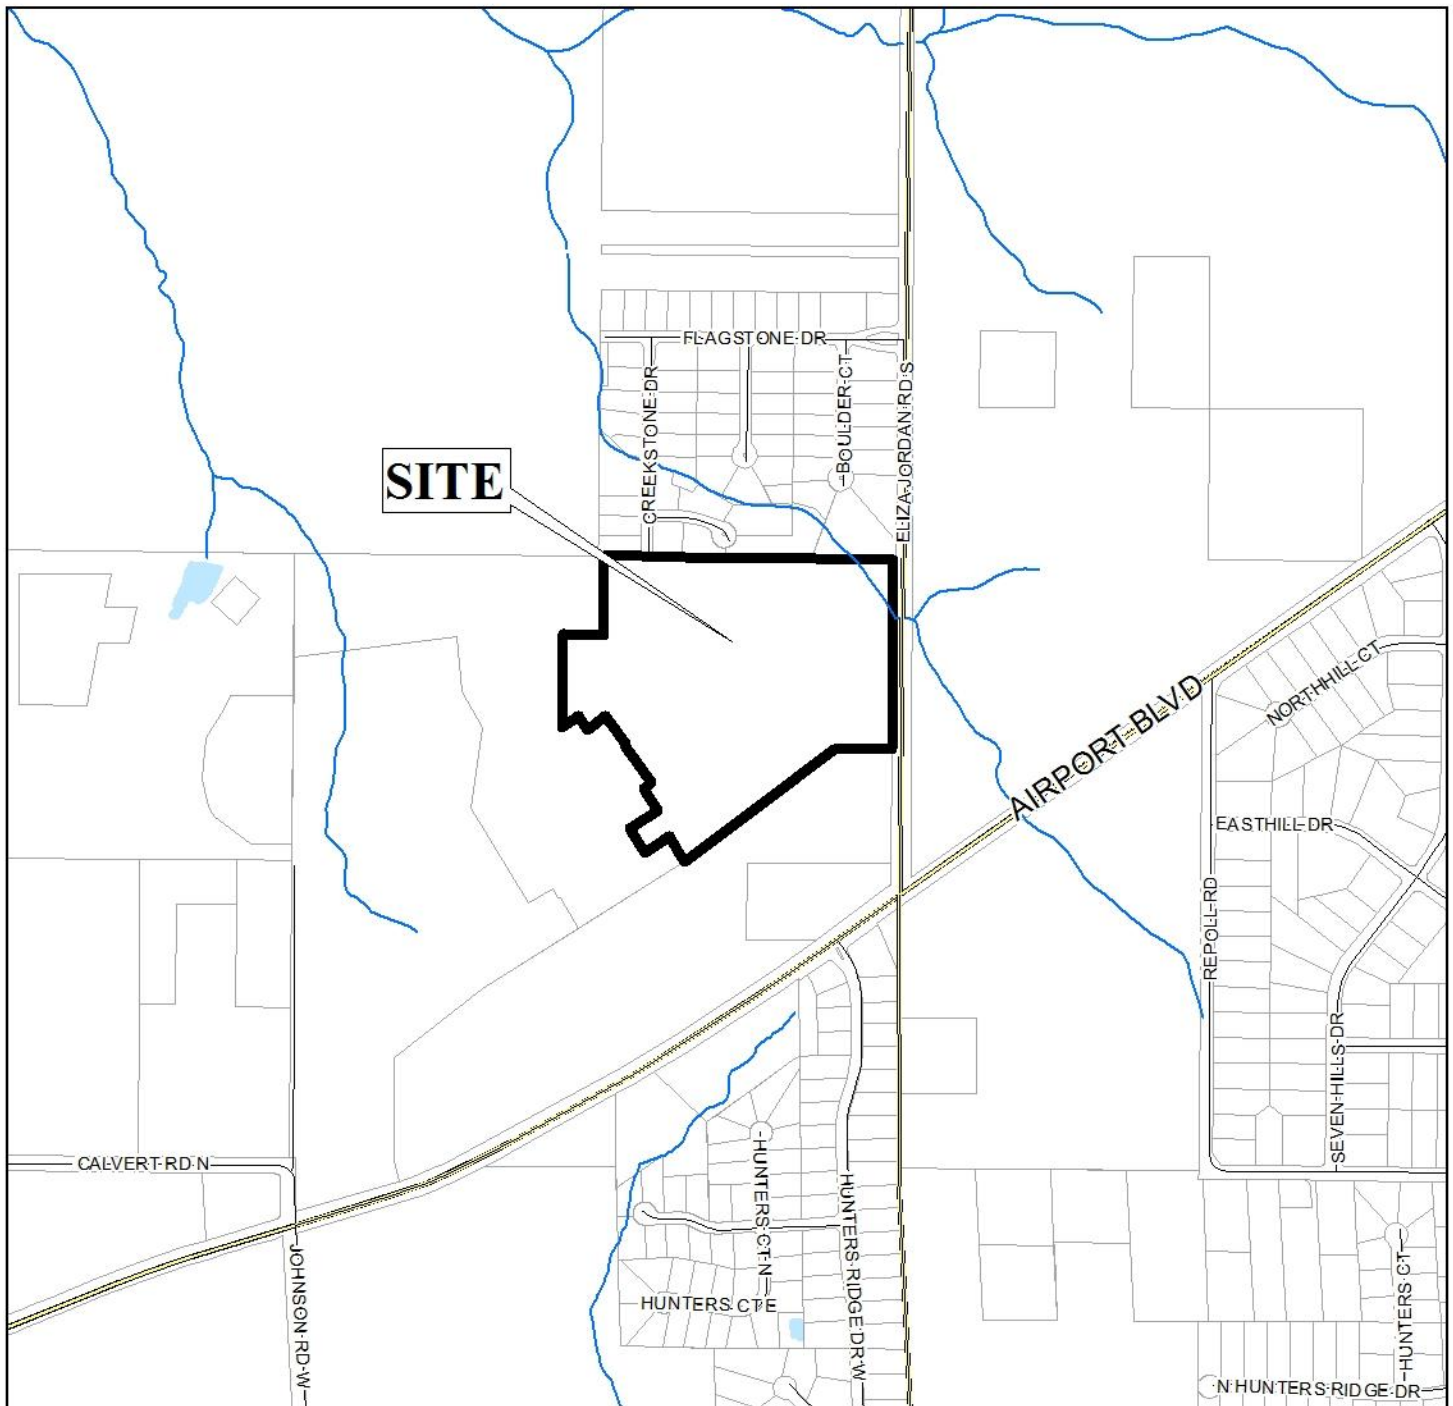 FLAGSTONE DR
CREEKSTONE DR
BOULDER CT
ELIZA JORDAN RD S
SITE
NORTHHILL CT
AIRPORT BLVD
EASTHILL DR
REPOLL RD
SEVEN HILLS DR
CALVERT RD N
HUNTERS CT N
HUNTERS RIDGE DR W
JOHNSON RD W
HUNTERS CT E
HUNTERS CT
N HUNTERS RIDGE DR